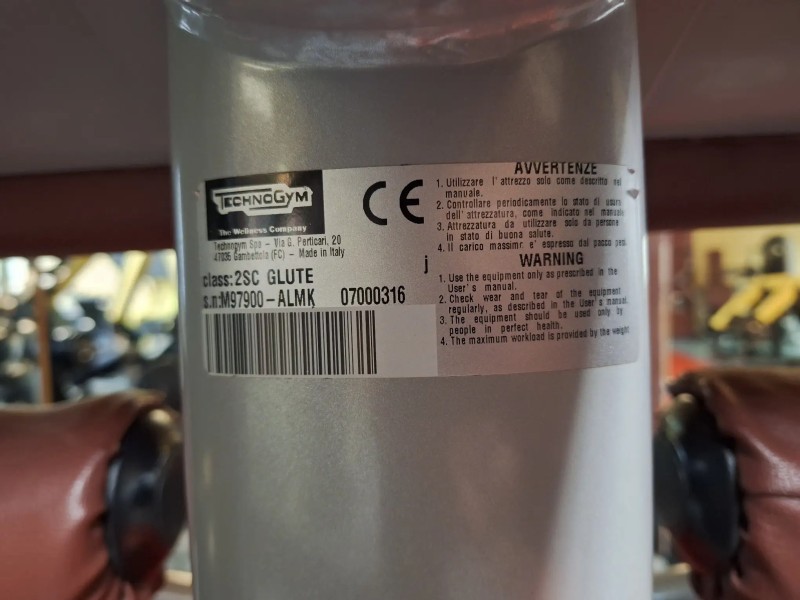 TECHNOGYM
The Wellness Company
Technogym Spa - Via G. Perticari, 20
47035 Gambettola (FC) - Made in Italy
class:2SC GLUTE
s.n:M97900-ALMK 07000316
CE
j
AVVERTENZE
1. Utilizzare l'attrezzo solo come descritto nel
manuale.
2. Controllare periodicamente lo stato di usura
dell'attrezzatura, come indicato nel manuale
3. Attrezzatura da utilizzare solo da persone
in stato di buona salute.
4. Il carico massimo e' espresso dal pacco pesi
WARNING
1. Use the equipment only as prescribed in the
User's manual.
2. Check wear and tear of the equipment
regularly, as described in the User's manual.
3. The equipment should be used only by
people in perfect health.
4. The maximum workload is provided by the weight